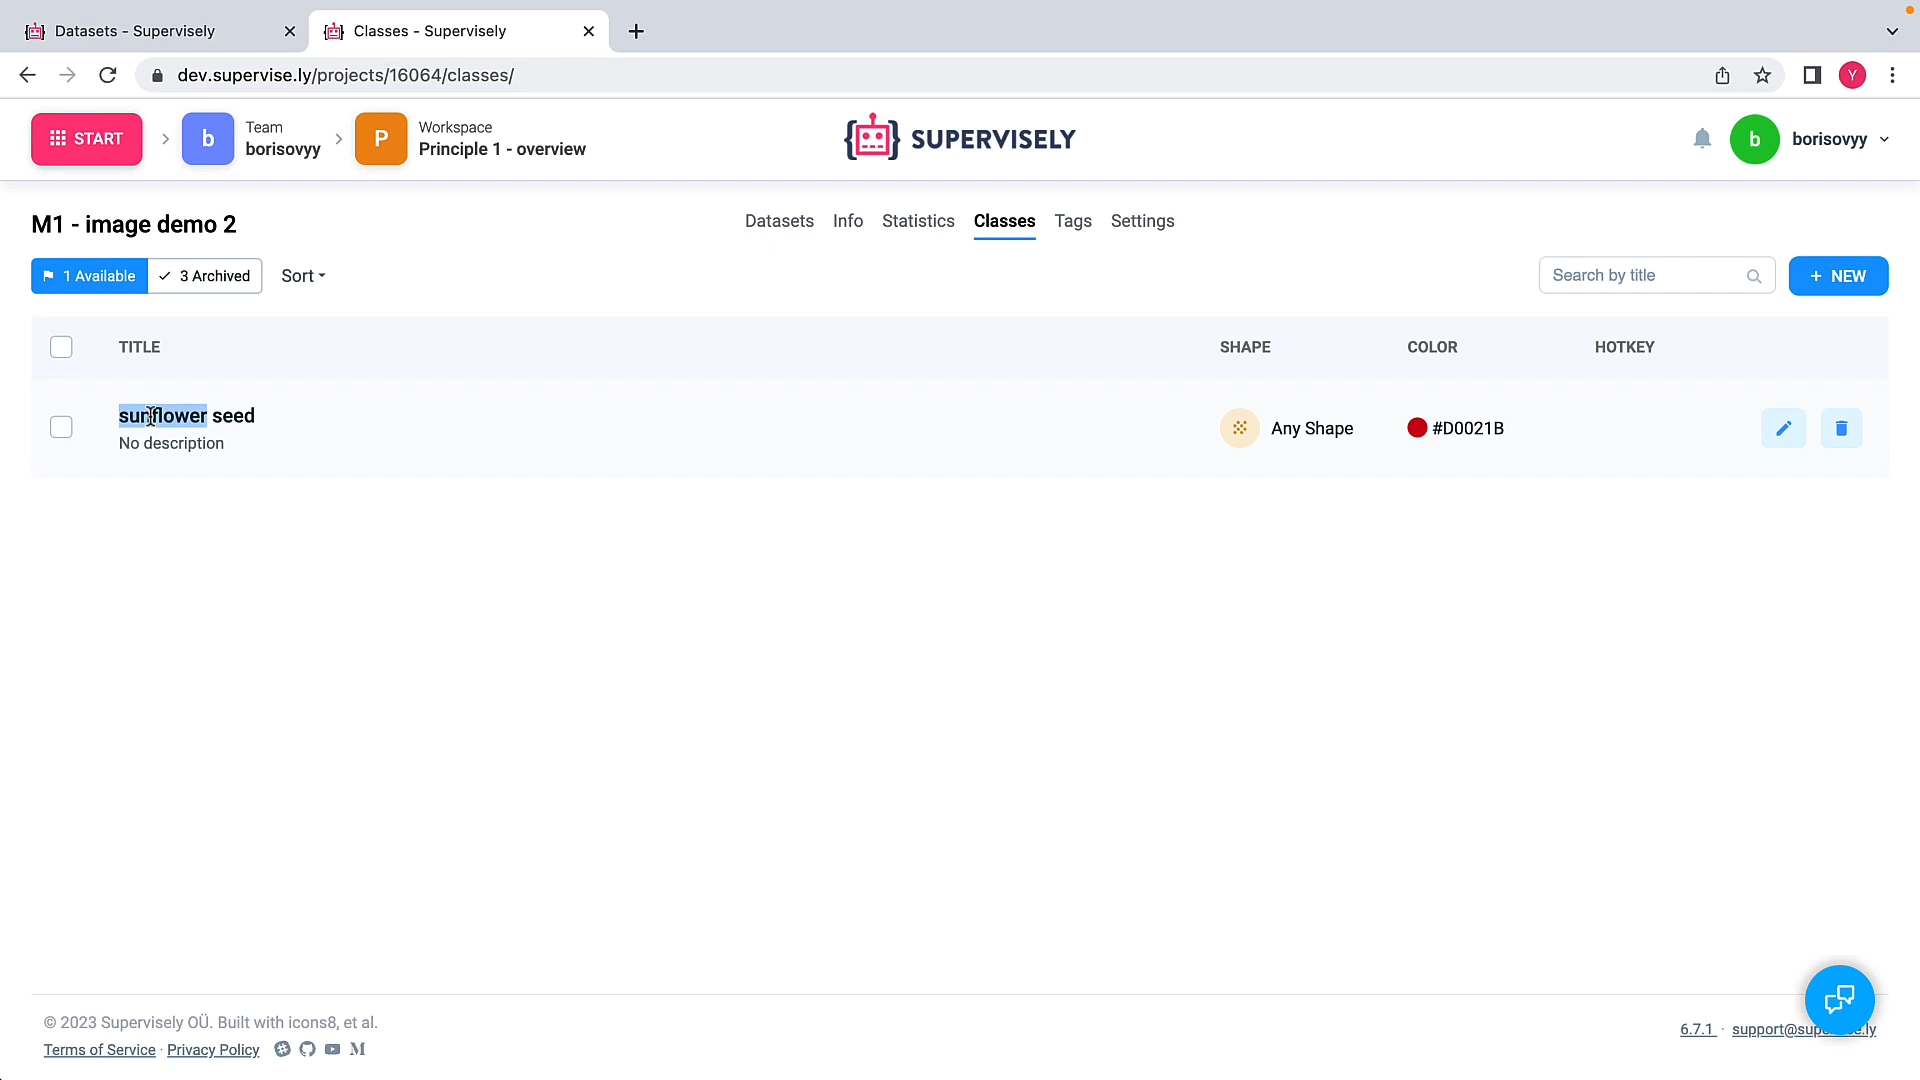 Datasets - Supervisely
Classes - Supervisely
dev.supervise.ly/projects/16064/classes/
Y
START
b
Team
borisovyy
P
Workspace
Principle 1 - overview
SUPERVISELY
b
borisovyy
M1 - image demo 2
Datasets
Info
Statistics
Classes
Tags
Settings
1 Available
3 Archived
Sort
Search by title
+ NEW
TITLE
SHAPE
COLOR
HOTKEY
sunflower seed
No description
Any Shape
#D0021B
© 2023 Supervisely OÜ. Built with icons8, et al.
Terms of Service · Privacy Policy
6.7.1 ·